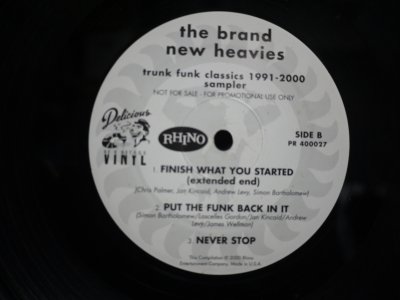 the brand
new heavies
trunk funk classics 1991-2000
sampler
NOT FOR SALE - FOR PROMOTIONAL USE ONLY
Delicious
VINYL
RHINO
SIDE B
PR 400027
1. FINISH WHAT YOU STARTED
(extended end)
(Chris Palmer, Jan Kincaid, Andrew Levy, Simon Bartholomew)
2. PUT THE FUNK BACK IN IT
(Simon Bartholomew/Lascelles Gordon/Jan Kincaid/Andrew
Levy/James Wellman)
3. NEVER STOP
This Compilation ℗ 2000 Rhino
Entertainment Company. Made in U.S.A.